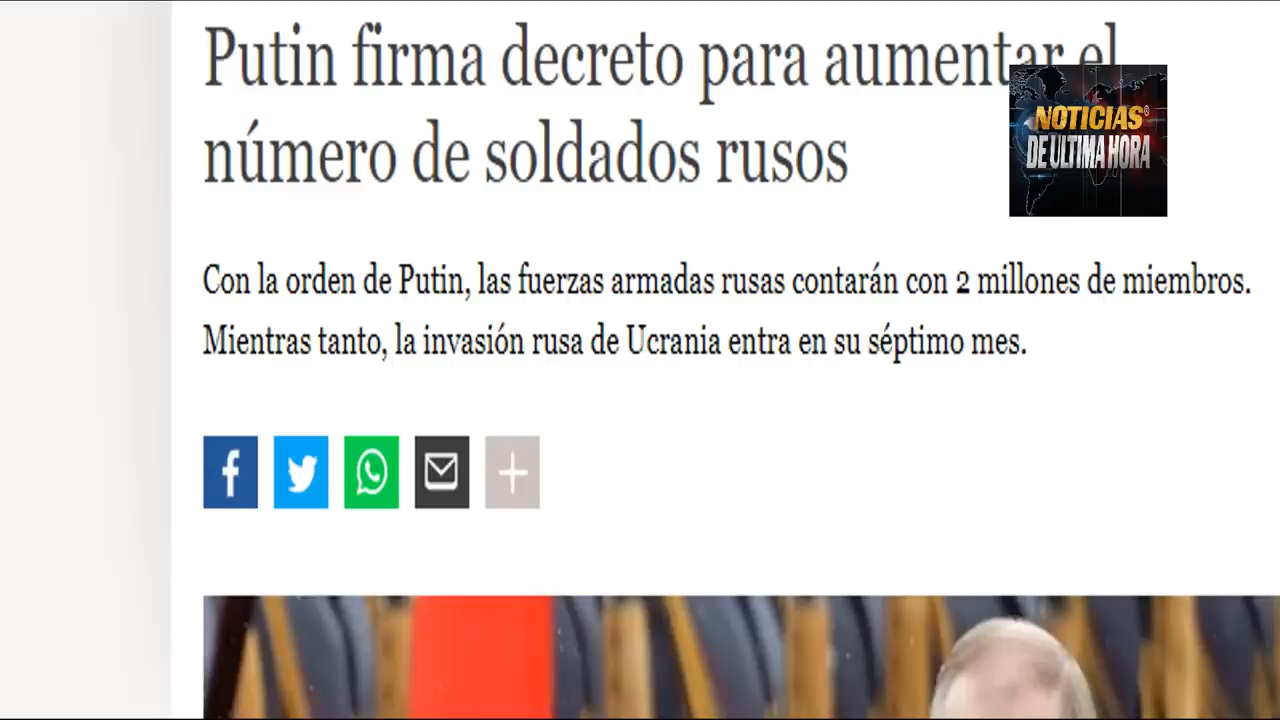 Putin firma decreto para aumentar el
número de soldados rusos
NOTICIAS
DE ULTIMA HORA
Con la orden de Putin, las fuerzas armadas rusas contarán con 2 millones de miembros.
Mientras tanto, la invasión rusa de Ucrania entra en su séptimo mes.